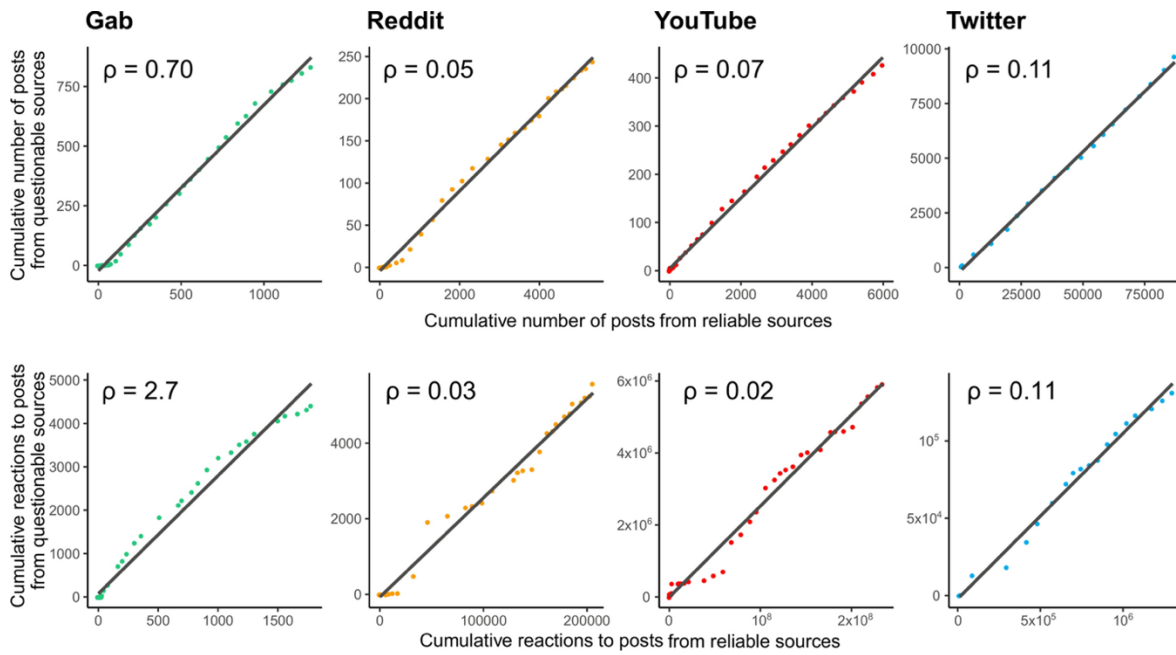 Gab Reddit YouTube Twitter
Cumulative number of posts
from questionable sources
ρ = 0.70
750
500
250
0
0 500 1000
ρ = 0.05
250
200
150
100
50
0
0 2000 4000
ρ = 0.07
400
300
200
100
0
0 2000 4000 6000
ρ = 0.11
10000
7500
5000
2500
0
0 25000 50000 75000
Cumulative number of posts from reliable sources
Cumulative reactions to posts
from questionable sources
ρ = 2.7
5000
4000
3000
2000
1000
0
0 500 1000 1500
ρ = 0.03
4000
2000
0
0 100000 200000
ρ = 0.02
6x10⁶
4x10⁶
2x10⁶
0
0 10⁸ 2x10⁸
ρ = 0.11
10⁵
5x10⁴
0
0 5x10⁵ 10⁶
Cumulative reactions to posts from reliable sources